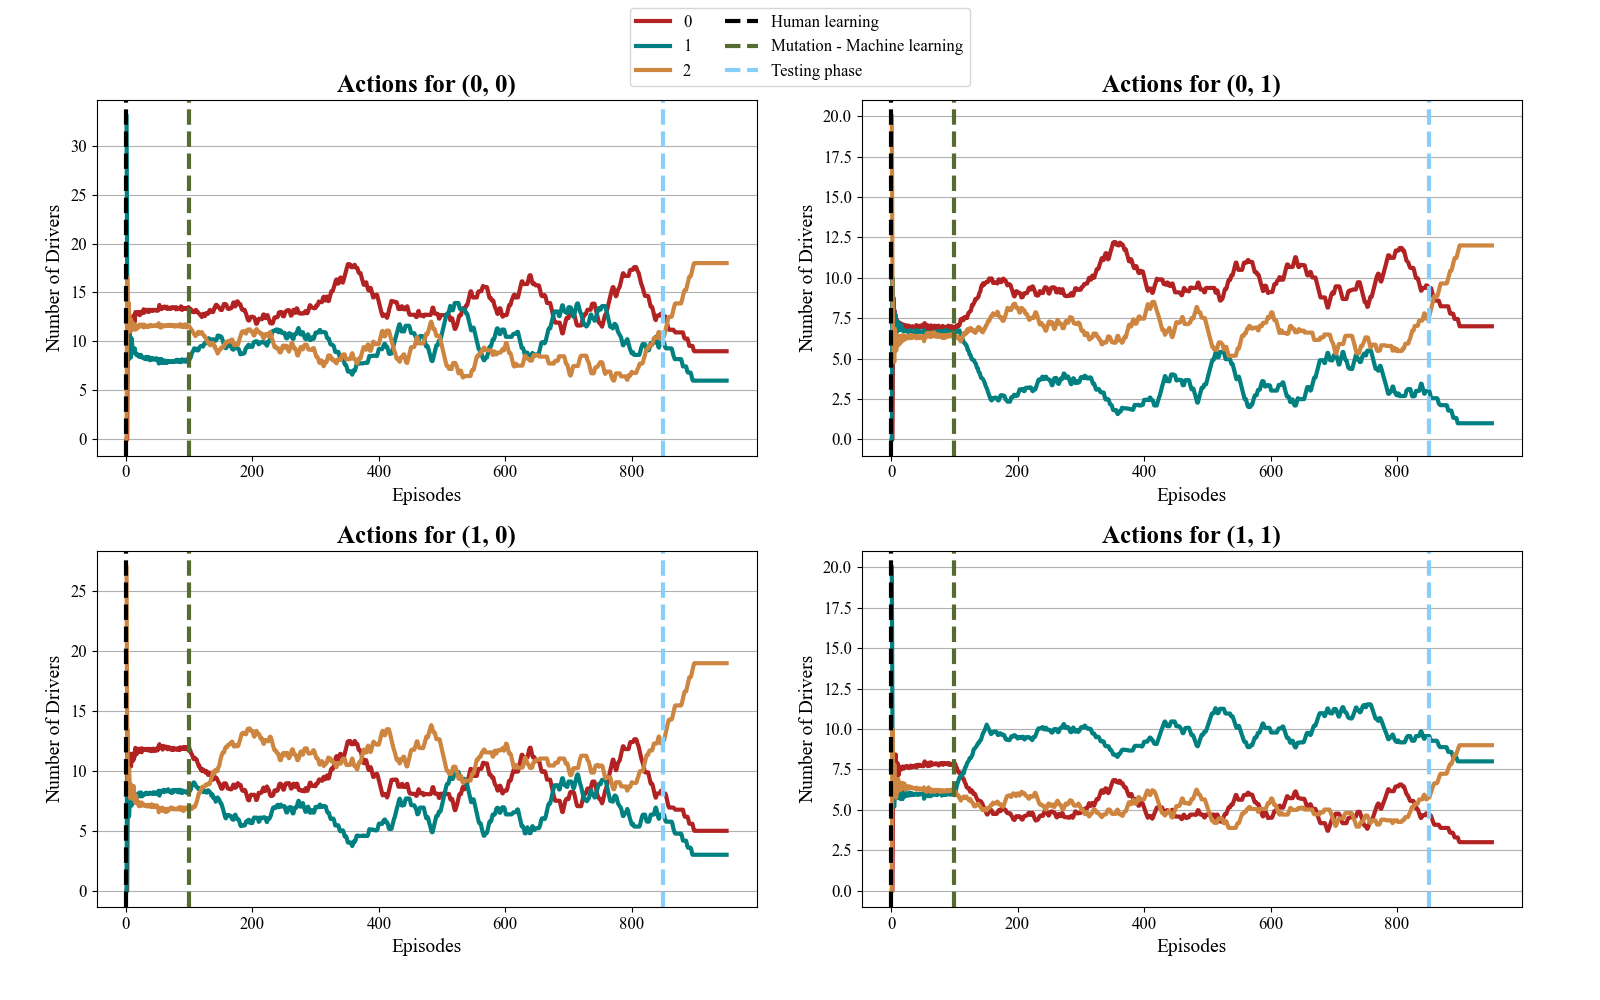 0 Human learning
1 Mutation - Machine learning
2 Testing phase
Actions for (0, 0)
Number of Drivers
30
25
20
15
10
5
0
0 200 400 600 800
Episodes
Actions for (0, 1)
Number of Drivers
20.0
17.5
15.0
12.5
10.0
7.5
5.0
2.5
0.0
0 200 400 600 800
Episodes
Actions for (1, 0)
Number of Drivers
25
20
15
10
5
0
0 200 400 600 800
Episodes
Actions for (1, 1)
Number of Drivers
20.0
17.5
15.0
12.5
10.0
7.5
5.0
2.5
0.0
0 200 400 600 800
Episodes